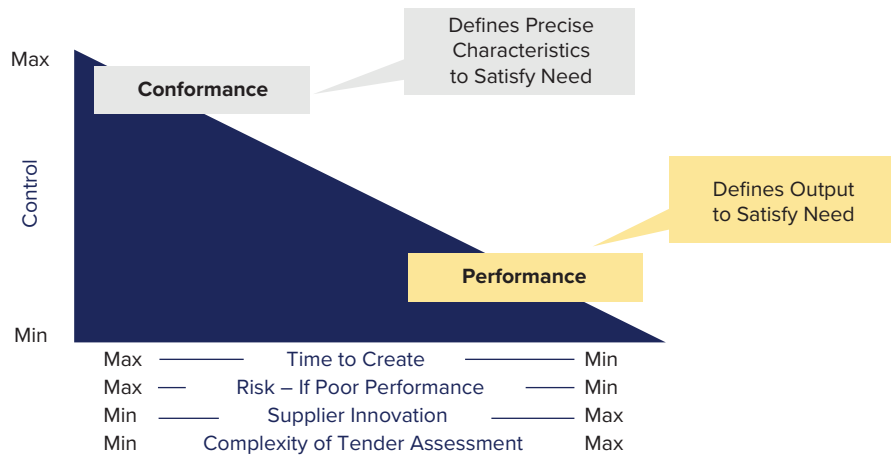 Defines Precise
Characteristics
to Satisfy Need
Max
Conformance
Control
Defines Output
to Satisfy Need
Performance
Min
Max Time to Create Min
Max Risk – If Poor Performance Min
Min Supplier Innovation Max
Min Complexity of Tender Assessment Max